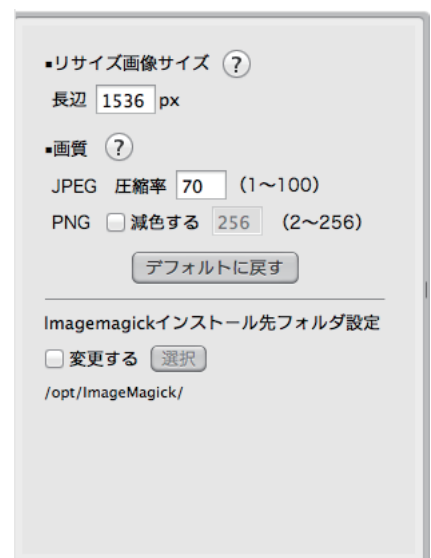 ▪リサイズ画像サイズ ?
長辺 1536 px
▪画質 ?
JPEG 圧縮率 70 (1〜100)
PNG 減色する 256 (2〜256)
デフォルトに戻す
Imagemagickインストール先フォルダ設定
変更する 選択
/opt/ImageMagick/